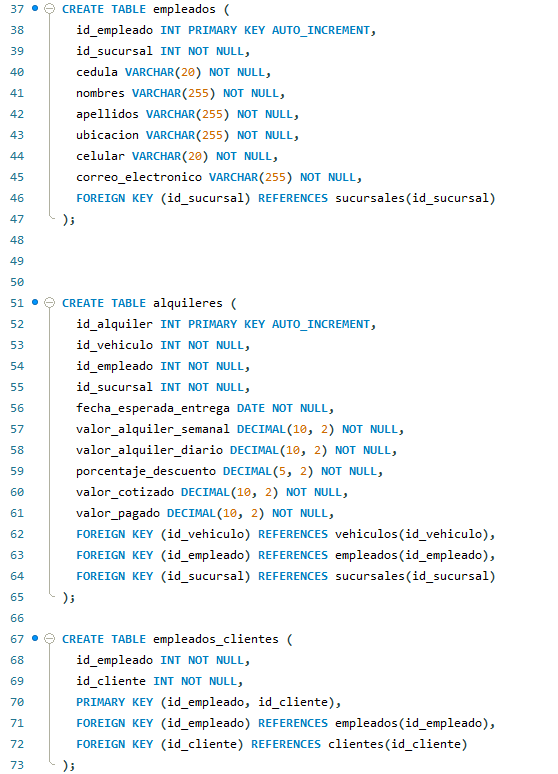 37 CREATE TABLE empleados (
38 id_empleado INT PRIMARY KEY AUTO_INCREMENT,
39 id_sucursal INT NOT NULL,
40 cedula VARCHAR(20) NOT NULL,
41 nombres VARCHAR(255) NOT NULL,
42 apellidos VARCHAR(255) NOT NULL,
43 ubicacion VARCHAR(255) NOT NULL,
44 celular VARCHAR(20) NOT NULL,
45 correo_electronico VARCHAR(255) NOT NULL,
46 FOREIGN KEY (id_sucursal) REFERENCES sucursales(id_sucursal)
47 );
48
49
50
51 CREATE TABLE alquileres (
52 id_alquiler INT PRIMARY KEY AUTO_INCREMENT,
53 id_vehiculo INT NOT NULL,
54 id_empleado INT NOT NULL,
55 id_sucursal INT NOT NULL,
56 fecha_esperada_entrega DATE NOT NULL,
57 valor_alquiler_semanal DECIMAL(10, 2) NOT NULL,
58 valor_alquiler_diario DECIMAL(10, 2) NOT NULL,
59 porcentaje_descuento DECIMAL(5, 2) NOT NULL,
60 valor_cotizado DECIMAL(10, 2) NOT NULL,
61 valor_pagado DECIMAL(10, 2) NOT NULL,
62 FOREIGN KEY (id_vehiculo) REFERENCES vehiculos(id_vehiculo),
63 FOREIGN KEY (id_empleado) REFERENCES empleados(id_empleado),
64 FOREIGN KEY (id_sucursal) REFERENCES sucursales(id_sucursal)
65 );
66
67 CREATE TABLE empleados_clientes (
68 id_empleado INT NOT NULL,
69 id_cliente INT NOT NULL,
70 PRIMARY KEY (id_empleado, id_cliente),
71 FOREIGN KEY (id_empleado) REFERENCES empleados(id_empleado),
72 FOREIGN KEY (id_cliente) REFERENCES clientes(id_cliente)
73 );